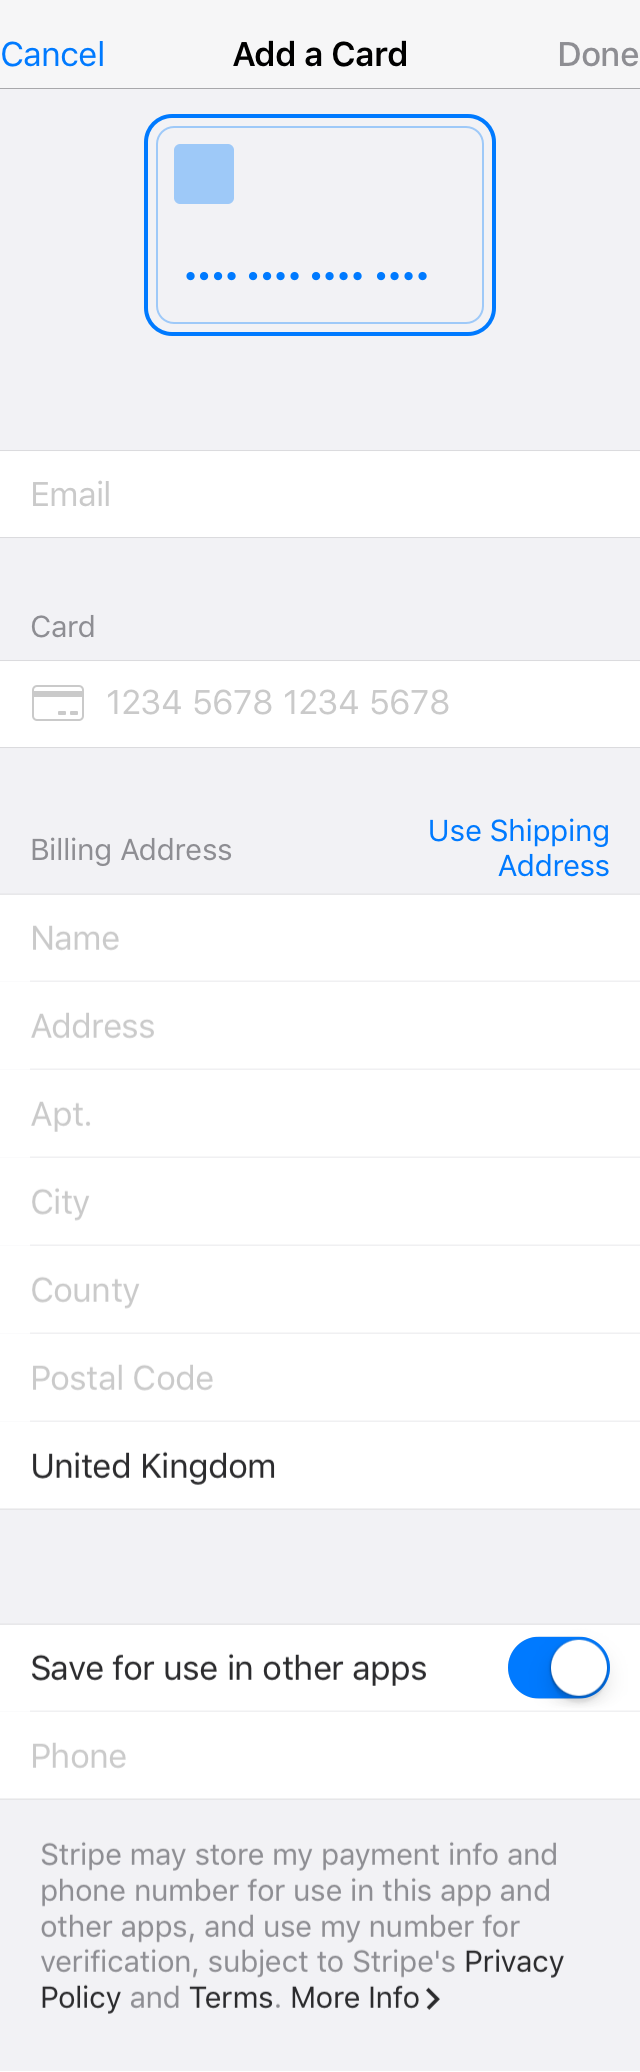 Cancel Add a Card Done
•••• •••• •••• ••••
Email
Card
1234 5678 1234 5678
Billing Address
Use Shipping
Address
Name
Address
Apt.
City
County
Postal Code
United Kingdom
Save for use in other apps
Phone
Stripe may store my payment info and
phone number for use in this app and
other apps, and use my number for
verification, subject to Stripe's Privacy
Policy and Terms. More Info